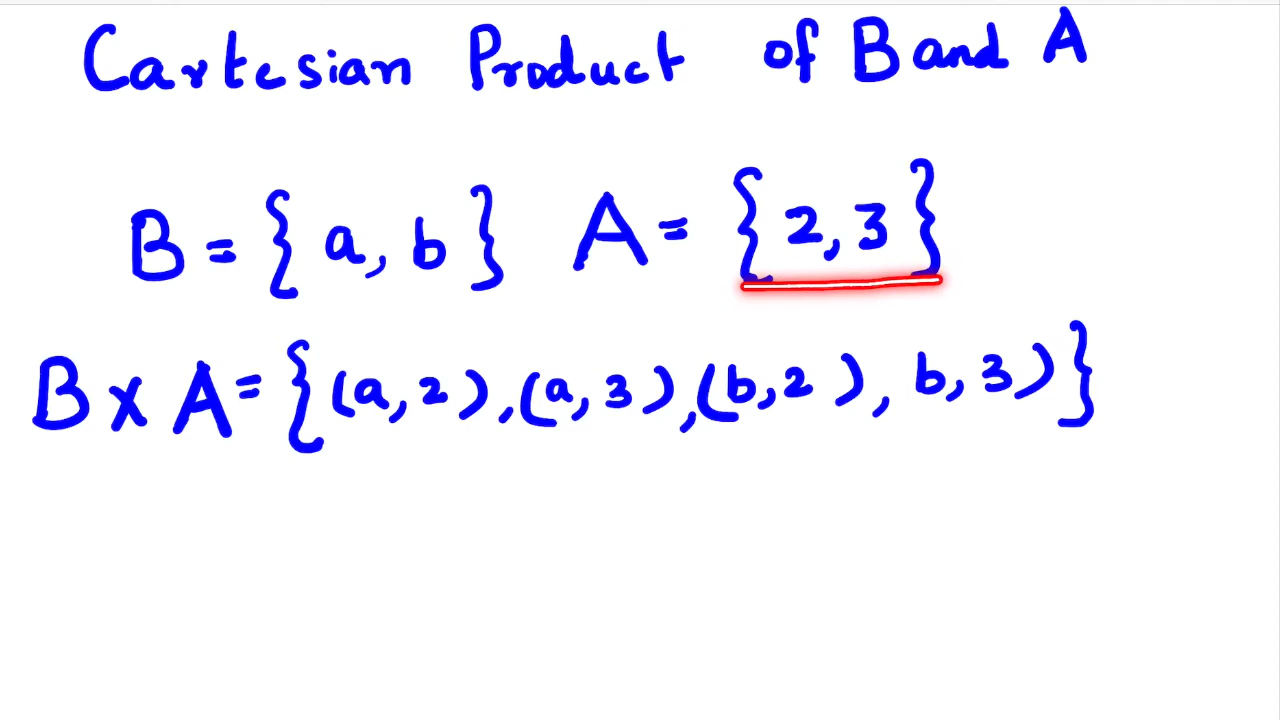 Cartesian Product of B and A
B = { a, b } A = { 2, 3 }
B x A = { (a, 2), (a, 3), (b, 2), b, 3) }